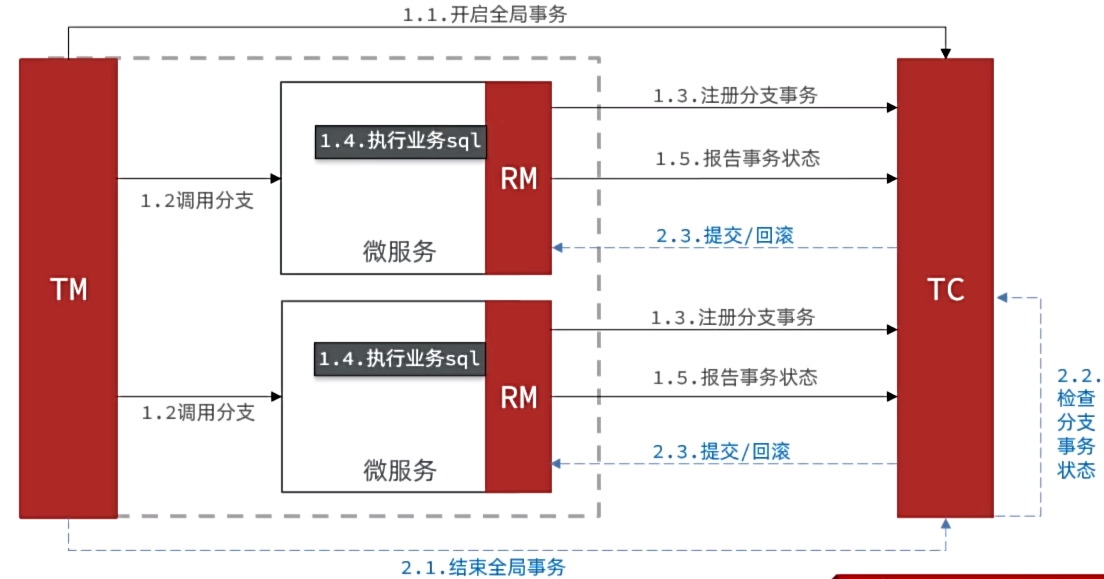 1.1.开启全局事务
1.3.注册分支事务
1.4.执行业务sql
1.5.报告事务状态
RM
1.2调用分支
2.3.提交/回滚
微服务
TM
TC
1.3.注册分支事务
1.4.执行业务sql
1.5.报告事务状态
RM
1.2调用分支
2.3.提交/回滚
微服务
2.2.
检查
分支
事务
状态
2.1.结束全局事务